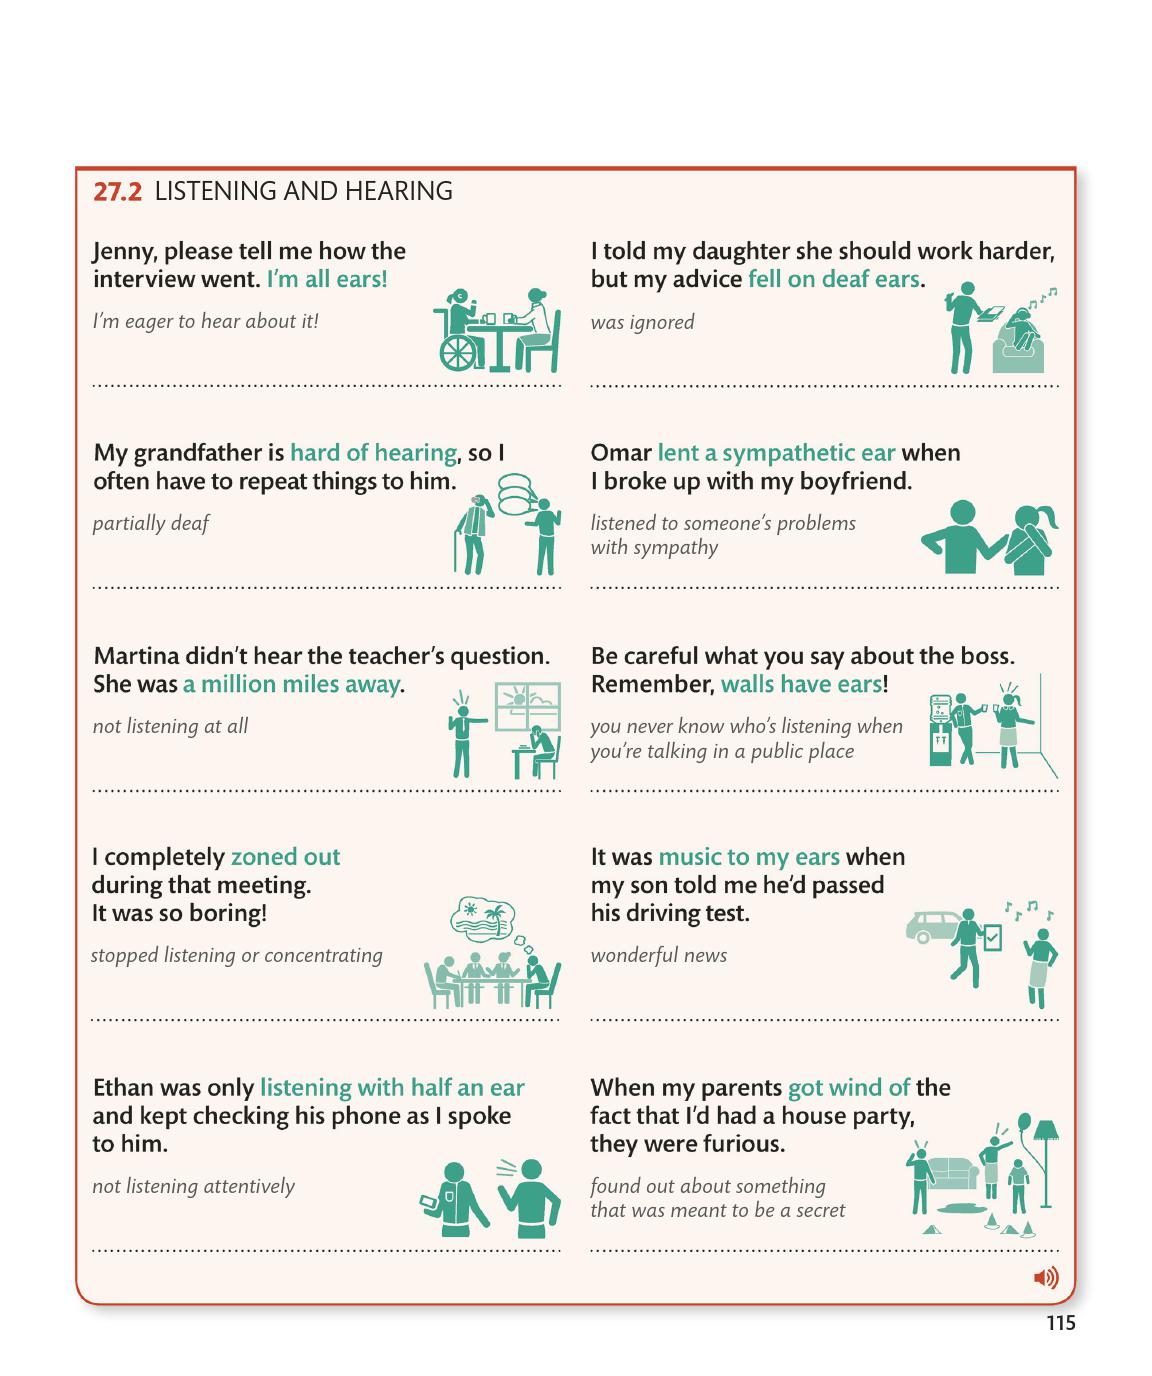 27.2 LISTENING AND HEARING
Jenny, please tell me how the
interview went. I'm all ears!
I'm eager to hear about it!
I told my daughter she should work harder,
but my advice fell on deaf ears.
was ignored
My grandfather is hard of hearing, so I
often have to repeat things to him.
partially deaf
Omar lent a sympathetic ear when
I broke up with my boyfriend.
listened to someone's problems
with sympathy
Martina didn't hear the teacher's question.
She was a million miles away.
not listening at all
Be careful what you say about the boss.
Remember, walls have ears!
you never know who's listening when
you're talking in a public place
I completely zoned out
during that meeting.
It was so boring!
stopped listening or concentrating
It was music to my ears when
my son told me he'd passed
his driving test.
wonderful news
Ethan was only listening with half an ear
and kept checking his phone as I spoke
to him.
not listening attentively
When my parents got wind of the
fact that I'd had a house party,
they were furious.
found out about something
that was meant to be a secret
115